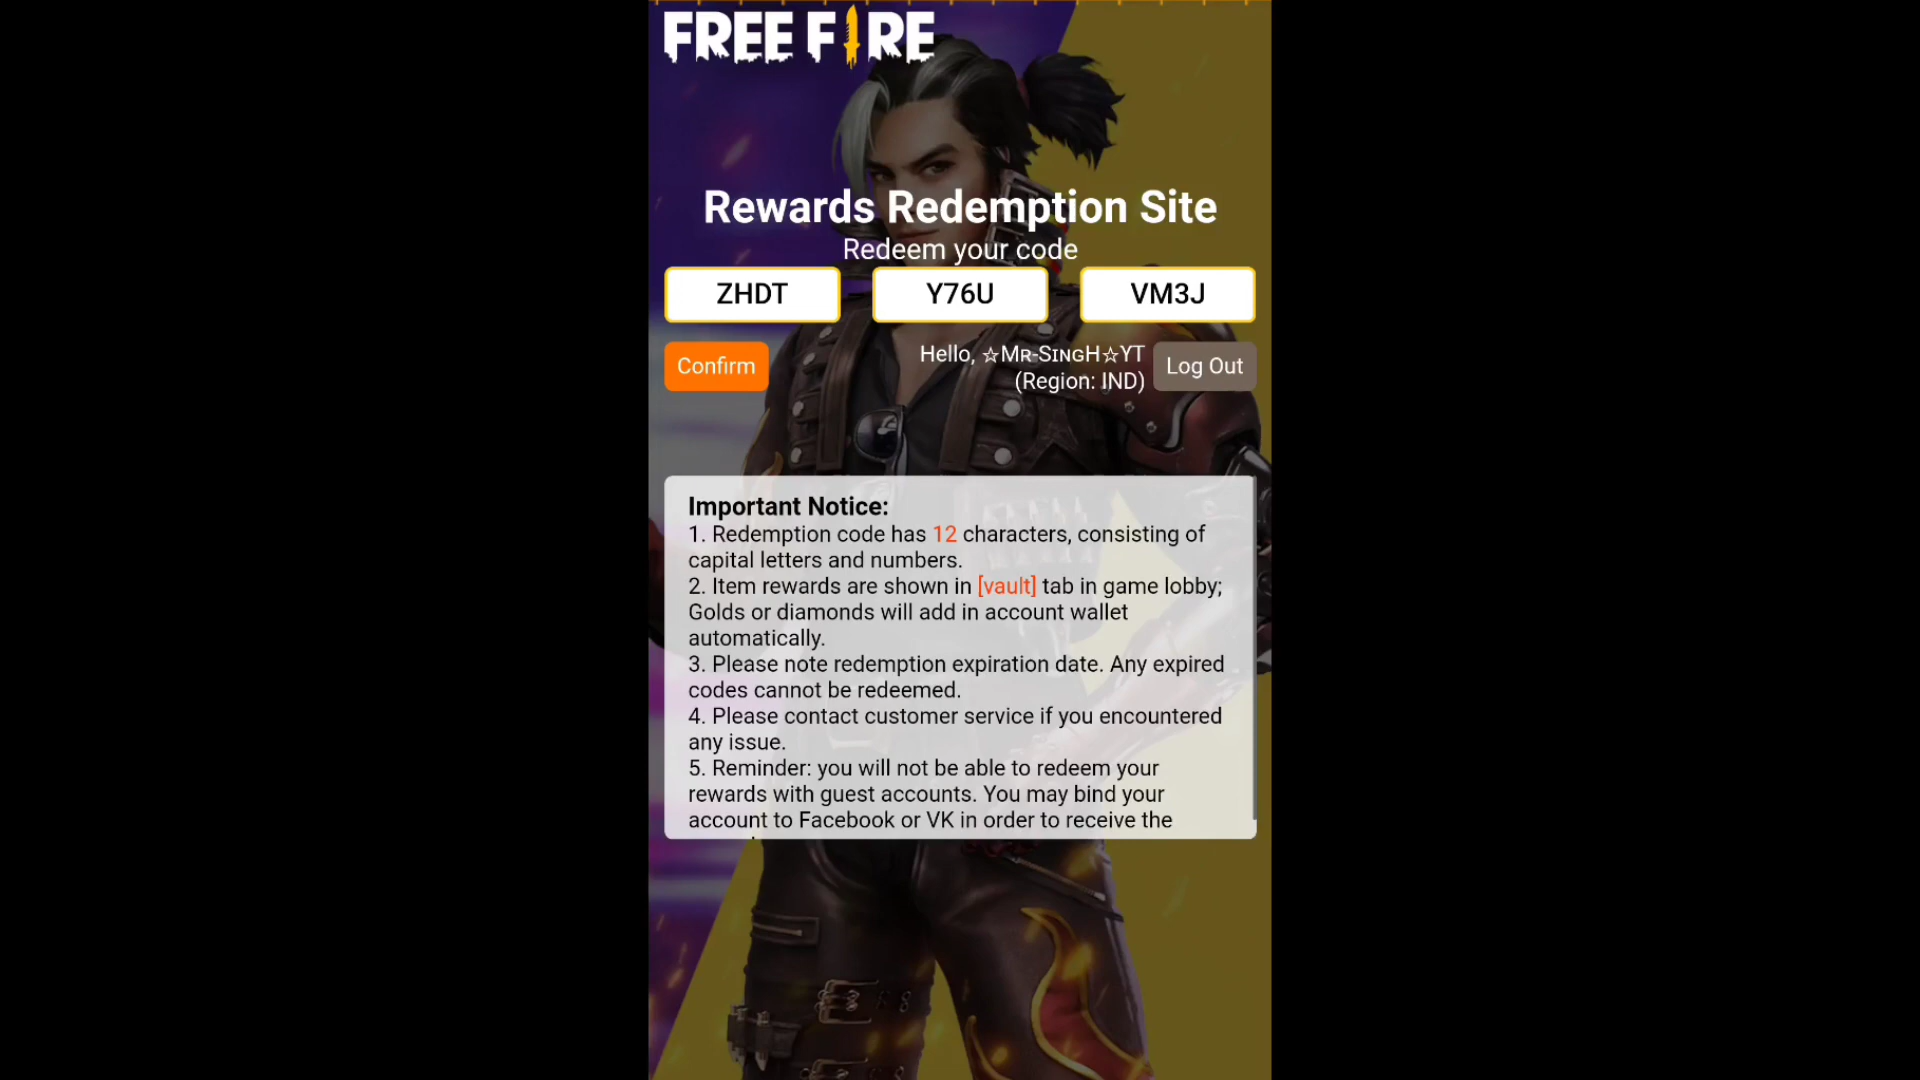 FREE FIRE
Rewards Redemption Site
Redeem your code
ZHDT - Y76U - VM3J
Confirm
Hello, ☆Mʀ-SɪɴɢH☆YT
(Region: IND)
Log Out
Important Notice:
1. Redemption code has 12 characters, consisting of
capital letters and numbers.
2. Item rewards are shown in [vault] tab in game lobby;
Golds or diamonds will add in account wallet
automatically.
3. Please note redemption expiration date. Any expired
codes cannot be redeemed.
4. Please contact customer service if you encountered
any issue.
5. Reminder: you will not be able to redeem your
rewards with guest accounts. You may bind your
account to Facebook or VK in order to receive the